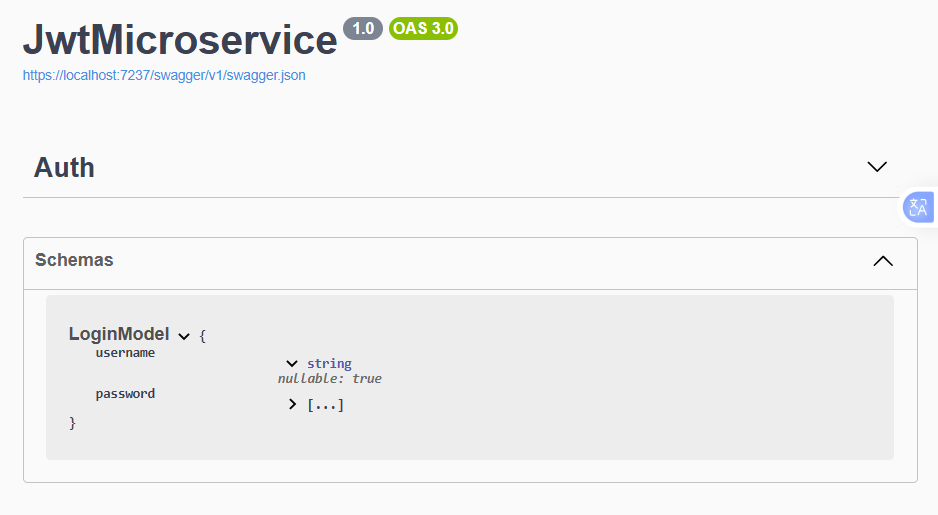 JwtMicroservice 1.0 OAS 3.0
https://localhost:7237/swagger/v1/swagger.json
Auth
Schemas
LoginModel {
username
string
nullable: true
password
[...]
}